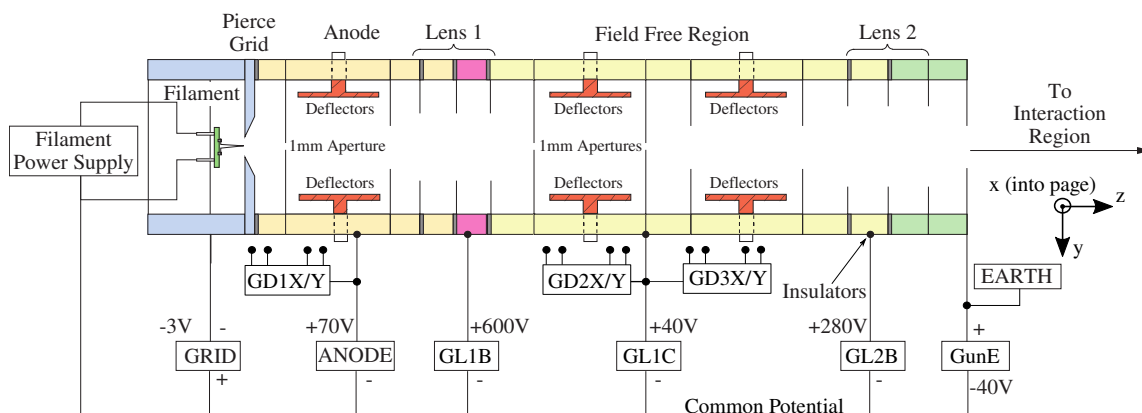 Pierce
Grid
Anode
Lens 1
Field Free Region
Lens 2
Filament
Deflectors
Deflectors
Deflectors
Filament
Power Supply
1mm Aperture
1mm Apertures
To
Interaction
Region
Deflectors
Deflectors
Deflectors
x (into page)
z
y
GD1X/Y
GD2X/Y
GD3X/Y
Insulators
EARTH
-3V
-
+70V
+600V
+40V
+280V
+
GRID
ANODE
GL1B
GL1C
GL2B
GunE
+
-
-
-
-
-40V
Common Potential